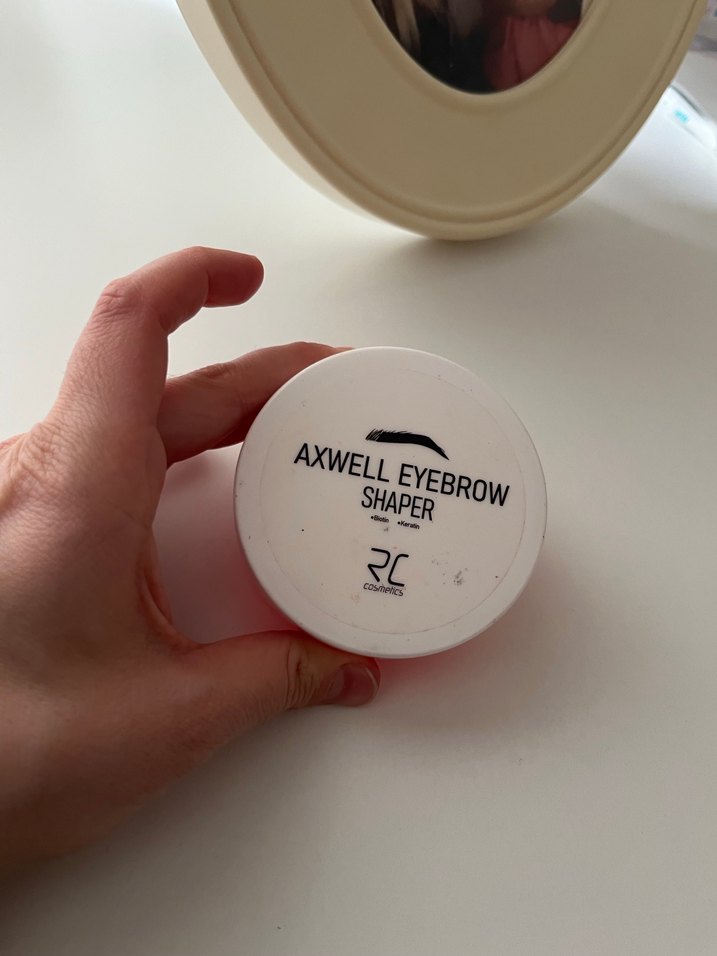 AXWELL EYEBROW
SHAPER
•Biotin •Keratin
RC
cosmetics